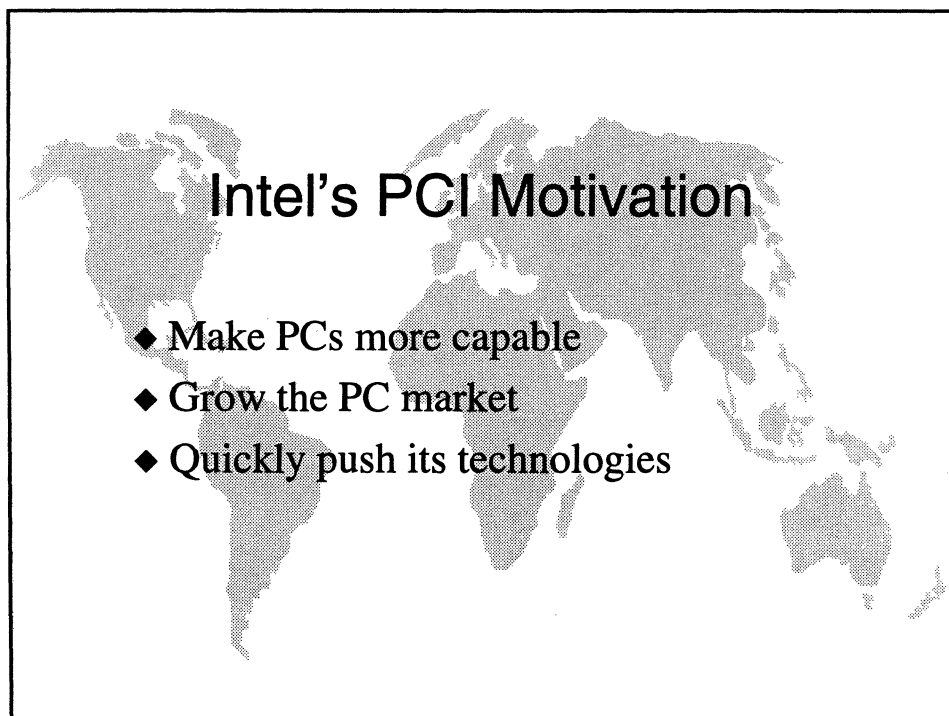 Intel's PCI Motivation
◆ Make PCs more capable
◆ Grow the PC market
◆ Quickly push its technologies